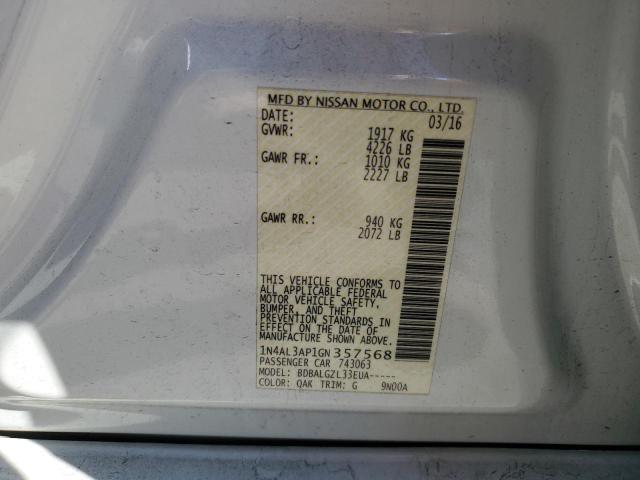 MFD BY NISSAN MOTOR CO., LTD.
DATE: 03/16
GVWR: 1917 KG
4226 LB
GAWR FR.: 1010 KG
2227 LB
GAWR RR.: 940 KG
2072 LB
THIS VEHICLE CONFORMS TO
ALL APPLICABLE FEDERAL
MOTOR VEHICLE SAFETY,
BUMPER, AND THEFT
PREVENTION STANDARDS IN
EFFECT ON THE DATE OF
MANUFACTURE SHOWN ABOVE.
1N4AL3AP1GN357568
PASSENGER CAR 743063
MODEL: BDBALG2L33EUA-----
COLOR: QAK TRIM: G 9N00A